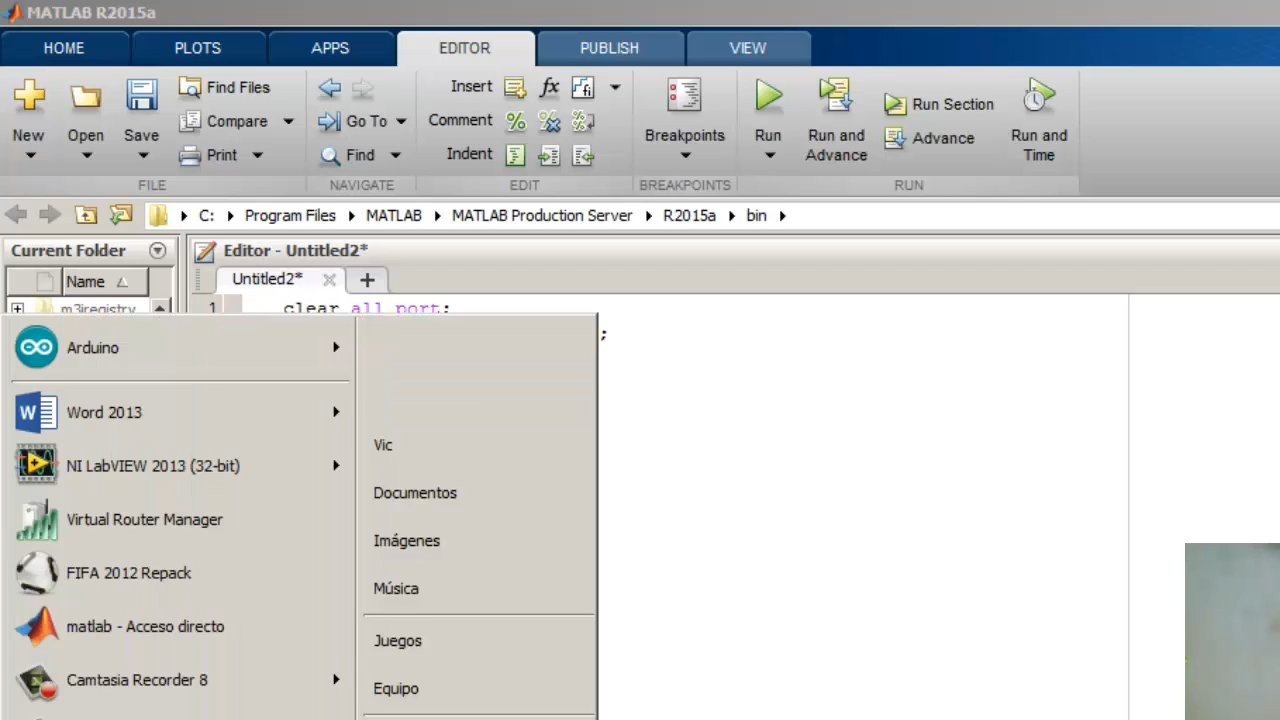 MATLAB R2015a
HOME PLOTS APPS EDITOR PUBLISH VIEW
New Open Save Find Files Compare Print
FILE
Go To Find
NAVIGATE
Insert fx
Comment % %
Indent
EDIT
Breakpoints
BREAKPOINTS
Run Run and Advance Run Section Advance Run and Time
RUN
C: Program Files MATLAB MATLAB Production Server R2015a bin
Current Folder
Name
m3iregistry
Editor - Untitled2*
Untitled2* +
1 clear all port;
;
Arduino
Word 2013
NI LabVIEW 2013 (32-bit)
Virtual Router Manager
FIFA 2012 Repack
matlab - Acceso directo
Camtasia Recorder 8
Vic
Documentos
Imágenes
Música
Juegos
Equipo